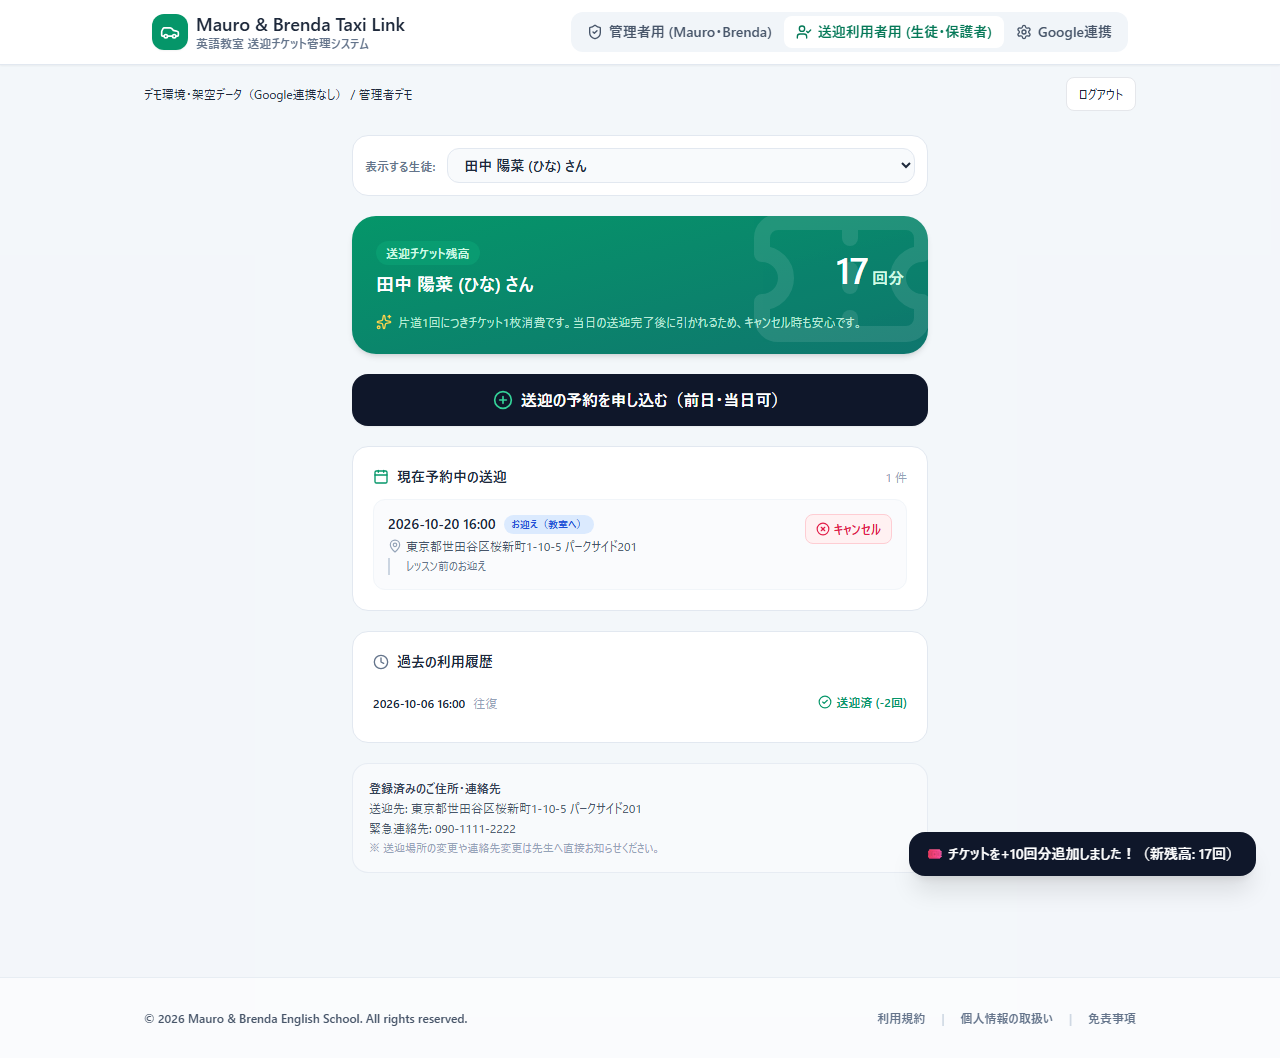 Mauro & Brenda Taxi Link
英語教室 送迎チケット管理システム
管理者用 (Mauro・Brenda)
送迎利用者用 (生徒・保護者)
Google連携
デモ環境・架空データ（Google連携なし） / 管理者デモ
ログアウト
表示する生徒:
田中 陽菜 (ひな) さん
送迎チケット残高
田中 陽菜 (ひな) さん
17 回分
片道1回につきチケット1枚消費です。当日の送迎完了後に引かれるため、キャンセル時も安心です。
送迎の予約を申し込む（前日・当日可）
現在予約中の送迎
1 件
2026-10-20 16:00
お迎え（教室へ）
キャンセル
東京都世田谷区桜新町1-10-5 パークサイド201
レッスン前のお迎え
過去の利用履歴
2026-10-06 16:00 往復
送迎済 (-2回)
登録済みのご住所・連絡先
送迎先: 東京都世田谷区桜新町1-10-5 パークサイド201
緊急連絡先: 090-1111-2222
※ 送迎場所の変更や連絡先変更は先生へ直接お知らせください。
チケットを+10回分追加しました！（新残高: 17回）
© 2026 Mauro & Brenda English School. All rights reserved.
利用規約 | 個人情報の取扱い | 免責事項